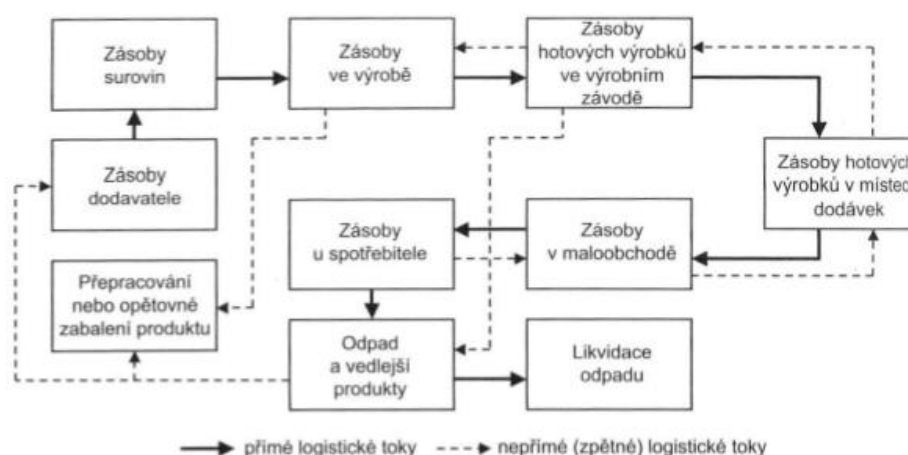 Zásoby
surovin
Zásoby
ve výrobě
Zásoby
hotových výrobků
ve výrobním
závodě
Zásoby
dodavatele
Zásoby hotových
výrobků v místech
dodávek
Zásoby
u spotřebitele
Zásoby
v maloobchodě
Přepracování
nebo opětovné
zabalení produktu
Odpad
a vedlejší
produkty
Likvidace
odpadu
přímé logistické toky
nepřímé (zpětné) logistické toky